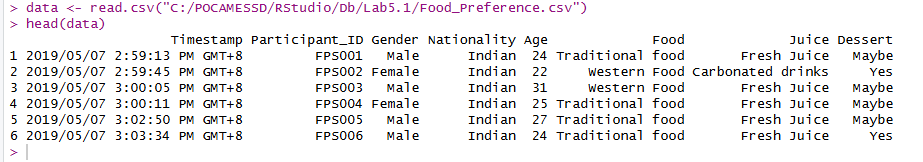 > data <- read.csv("C:/POCAMESSD/RStudio/Db/Lab5.1/Food_Preference.csv")
> head(data)
Timestamp Participant_ID Gender Nationality Age Food Juice Dessert
1 2019/05/07 2:59:13 PM GMT+8 FPS001 Male Indian 24 Traditional food Fresh Juice Maybe
2 2019/05/07 2:59:45 PM GMT+8 FPS002 Female Indian 22 Western Food Carbonated drinks Yes
3 2019/05/07 3:00:05 PM GMT+8 FPS003 Male Indian 31 Western Food Fresh Juice Maybe
4 2019/05/07 3:00:11 PM GMT+8 FPS004 Female Indian 25 Traditional food Fresh Juice Maybe
5 2019/05/07 3:02:50 PM GMT+8 FPS005 Male Indian 27 Traditional food Fresh Juice Maybe
6 2019/05/07 3:03:34 PM GMT+8 FPS006 Male Indian 24 Traditional food Fresh Juice Yes
>